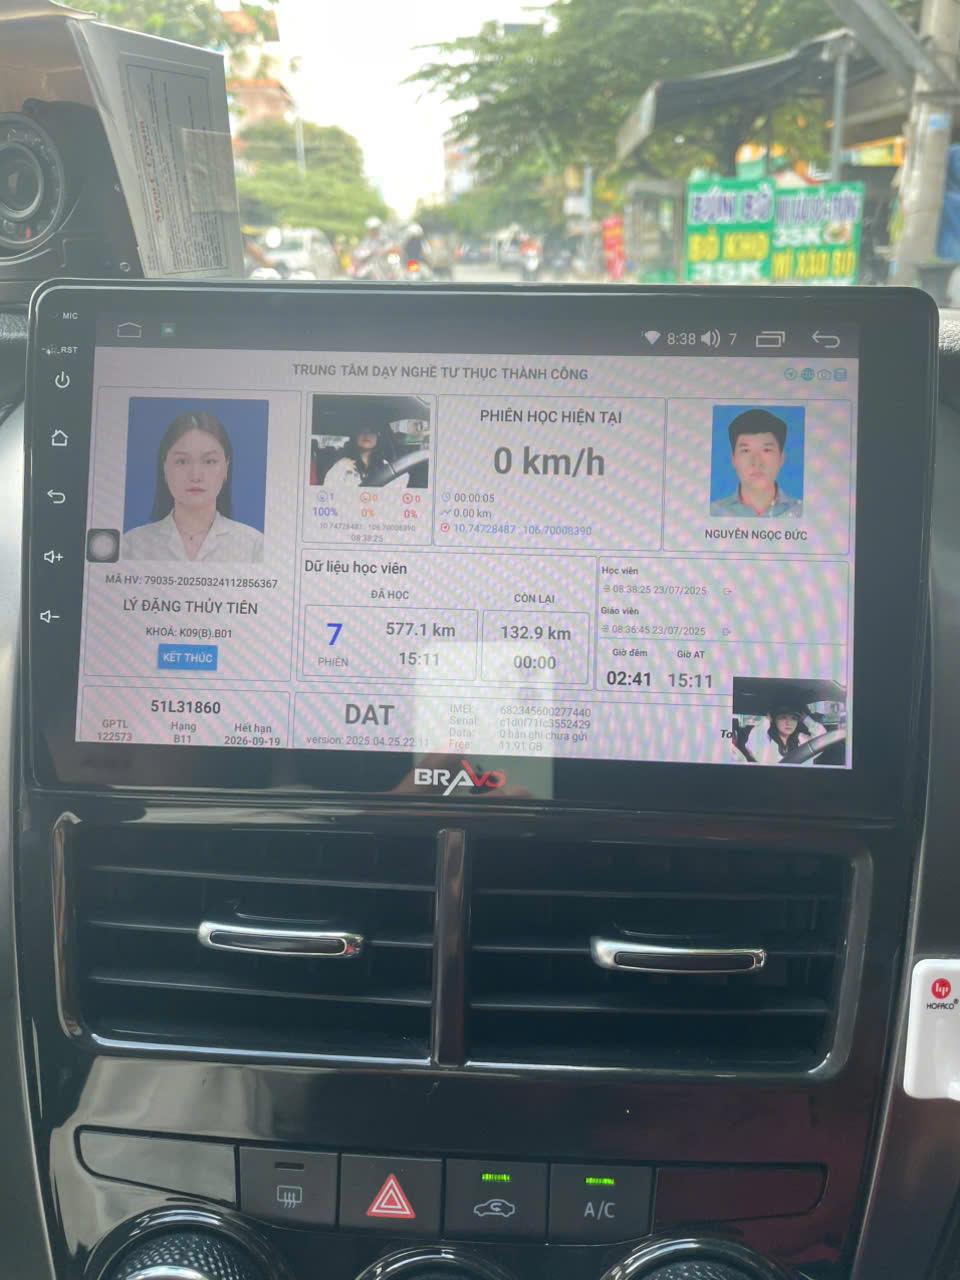 MIC
RST
8:38
7
TRUNG TÂM DẠY NGHỀ TƯ THỤC THÀNH CÔNG
MÃ HV: 79035-20250324112856367
LÝ ĐẶNG THỦY TIÊN
KHOÁ: K09(B).B01
KẾT THÚC
1 0 0
100% 0% 0%
10.74728487 : 106.70008390
08:38:25
PHIÊN HỌC HIỆN TẠI
0 km/h
00:00:05
0.00 km
10.74728487 : 106.70008390
NGUYỄN NGỌC ĐỨC
Dữ liệu học viên
ĐÃ HỌC
CÒN LẠI
7
PHIÊN
577.1 km
15:11
132.9 km
00:00
Học viên
08:38:25 23/07/2025
Giáo viên
08:36:45 23/07/2025
Giờ đêm
Giờ AT
02:41
15:11
51L31860
GPTL
122573
Hạng
B11
Hết hạn
2026-09-19
DAT
version: 2025.04.25.22.11
IMEI: 682345600277440
Serial: c1d0f71fc3552429
Data: 0 bản ghi chưa gửi
Free: 11.91 GB
BRAVO
A/C
HOFACO®
BÚN BÒ
BÒ KHO
35K
35K
MÌ XÀO BÒ